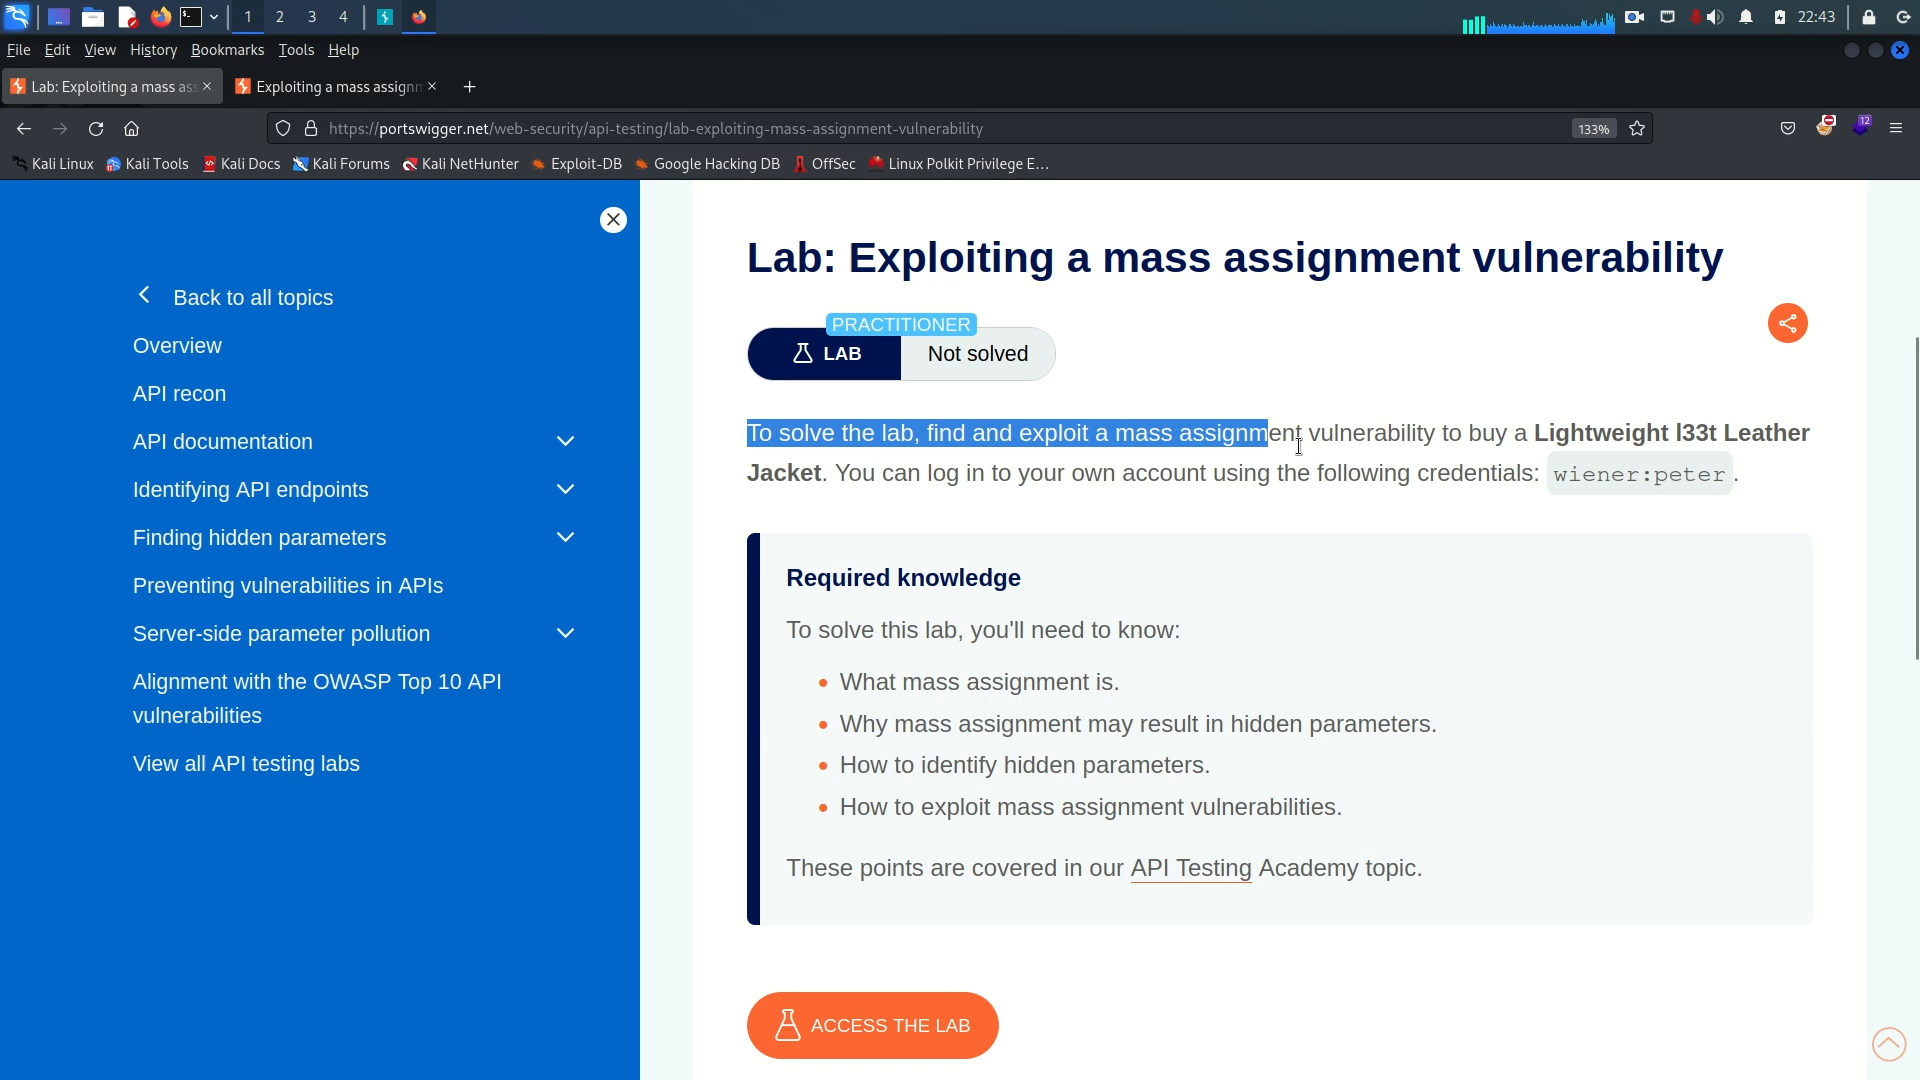 1 2 3 4 22:43
File Edit View History Bookmarks Tools Help
Lab: Exploiting a mass ass Exploiting a mass assignm
https://portswigger.net/web-security/api-testing/lab-exploiting-mass-assignment-vulnerability 133% 12
Kali Linux Kali Tools Kali Docs Kali Forums Kali NetHunter Exploit-DB Google Hacking DB OffSec Linux Polkit Privilege E...
Back to all topics
Overview
API recon
API documentation
Identifying API endpoints
Finding hidden parameters
Preventing vulnerabilities in APIs
Server-side parameter pollution
Alignment with the OWASP Top 10 API
vulnerabilities
View all API testing labs
Lab: Exploiting a mass assignment vulnerability
PRACTITIONER
LAB Not solved
To solve the lab, find and exploit a mass assignment vulnerability to buy a Lightweight l33t Leather
Jacket. You can log in to your own account using the following credentials: wiener:peter.
Required knowledge
To solve this lab, you'll need to know:
• What mass assignment is.
• Why mass assignment may result in hidden parameters.
• How to identify hidden parameters.
• How to exploit mass assignment vulnerabilities.
These points are covered in our API Testing Academy topic.
ACCESS THE LAB